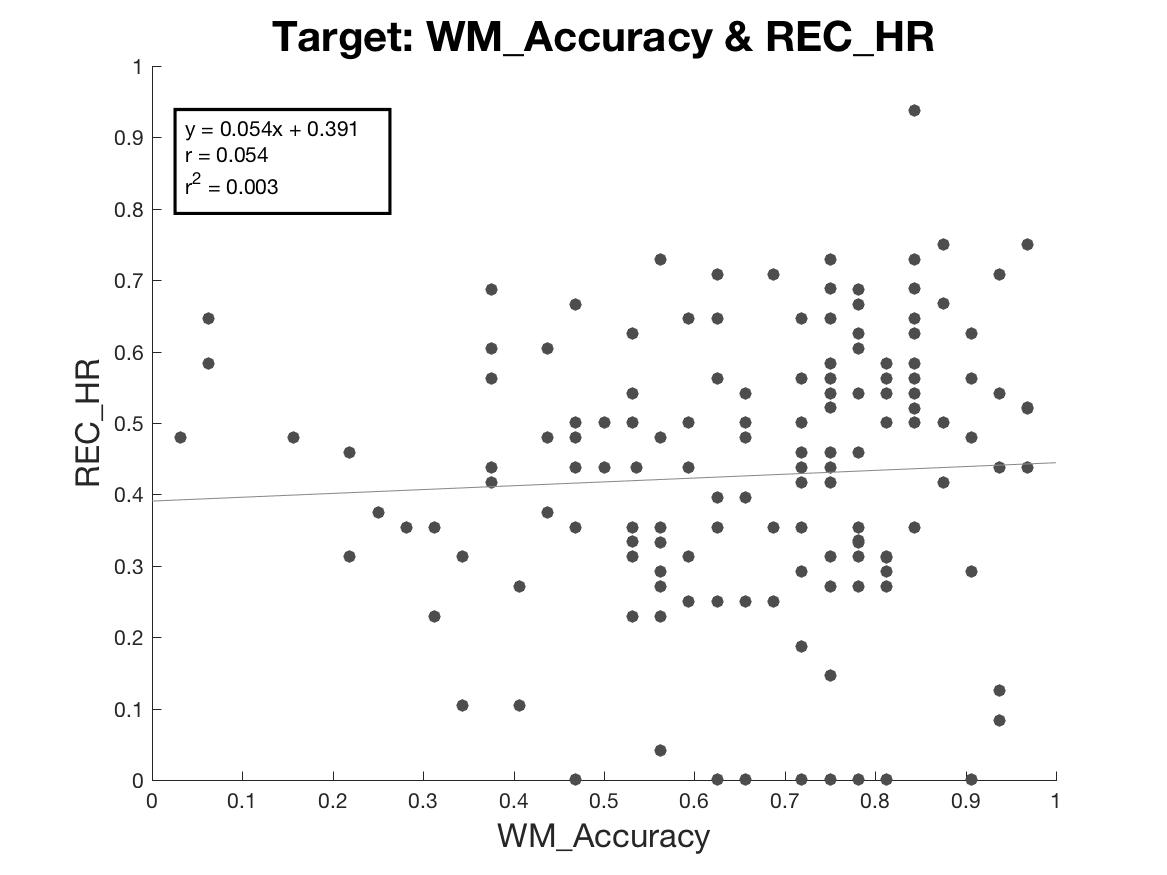 Target: WM_Accuracy & REC_HR
1
0.9
0.8
0.7
0.6
0.5
0.4
0.3
0.2
0.1
0
y = 0.054x + 0.391
r = 0.054
r² = 0.003
REC_HR
0 0.1 0.2 0.3 0.4 0.5 0.6 0.7 0.8 0.9 1
WM_Accuracy